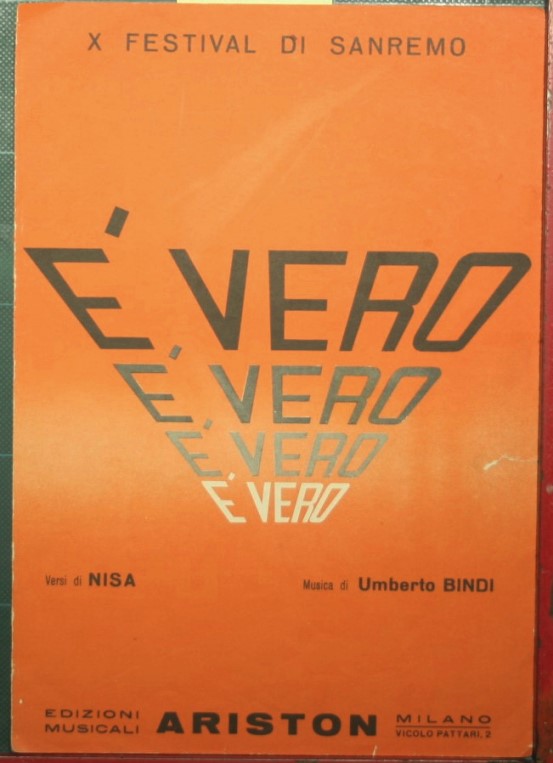 X FESTIVAL DI SANREMO
É VERO
É VERO
É VERO
É VERO
Versi di NISA
Musica di Umberto BINDI
EDIZIONI MUSICALI
ARISTON
MILANO
VICOLO PATTARI, 2